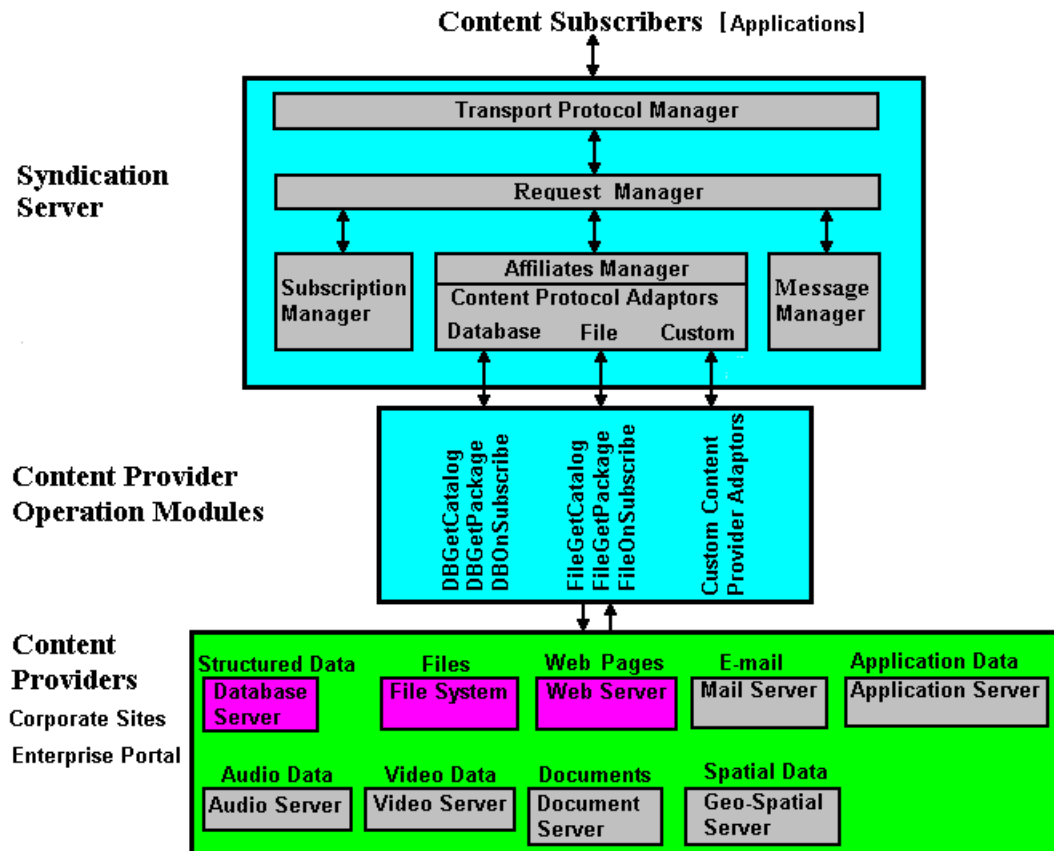 Content Subscribers [Applications]
Transport Protocol Manager
Syndication
Server
Request Manager
Subscription
Manager
Affiliates Manager
Content Protocol Adaptors
Database File Custom
Message
Manager
Content Provider
Operation Modules
DBGetCatalog
DBGetPackage
DBOnSubscribe
FileGetCatalog
FileGetPackage
FileOnSubscribe
Custom Content
Provider Adaptors
Content
Providers
Corporate Sites
Enterprise Portal
Structured Data
Database
Server
Files
File System
Web Pages
Web Server
E-mail
Mail Server
Application Data
Application Server
Audio Data
Audio Server
Video Data
Video Server
Documents
Document
Server
Spatial Data
Geo-Spatial
Server